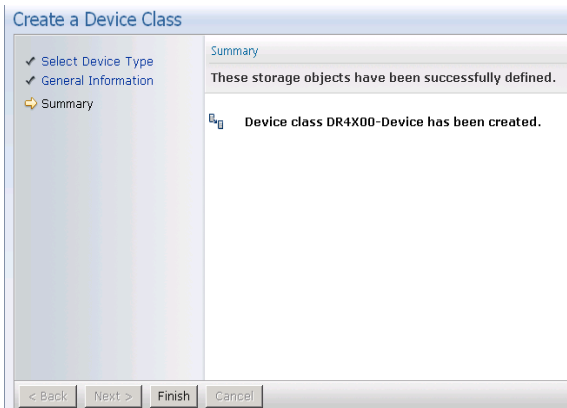 Create a Device Class
Select Device Type
General Information
Summary
Summary
These storage objects have been successfully defined.
Device class DR4X00-Device has been created.
< Back
Next >
Finish
Cancel